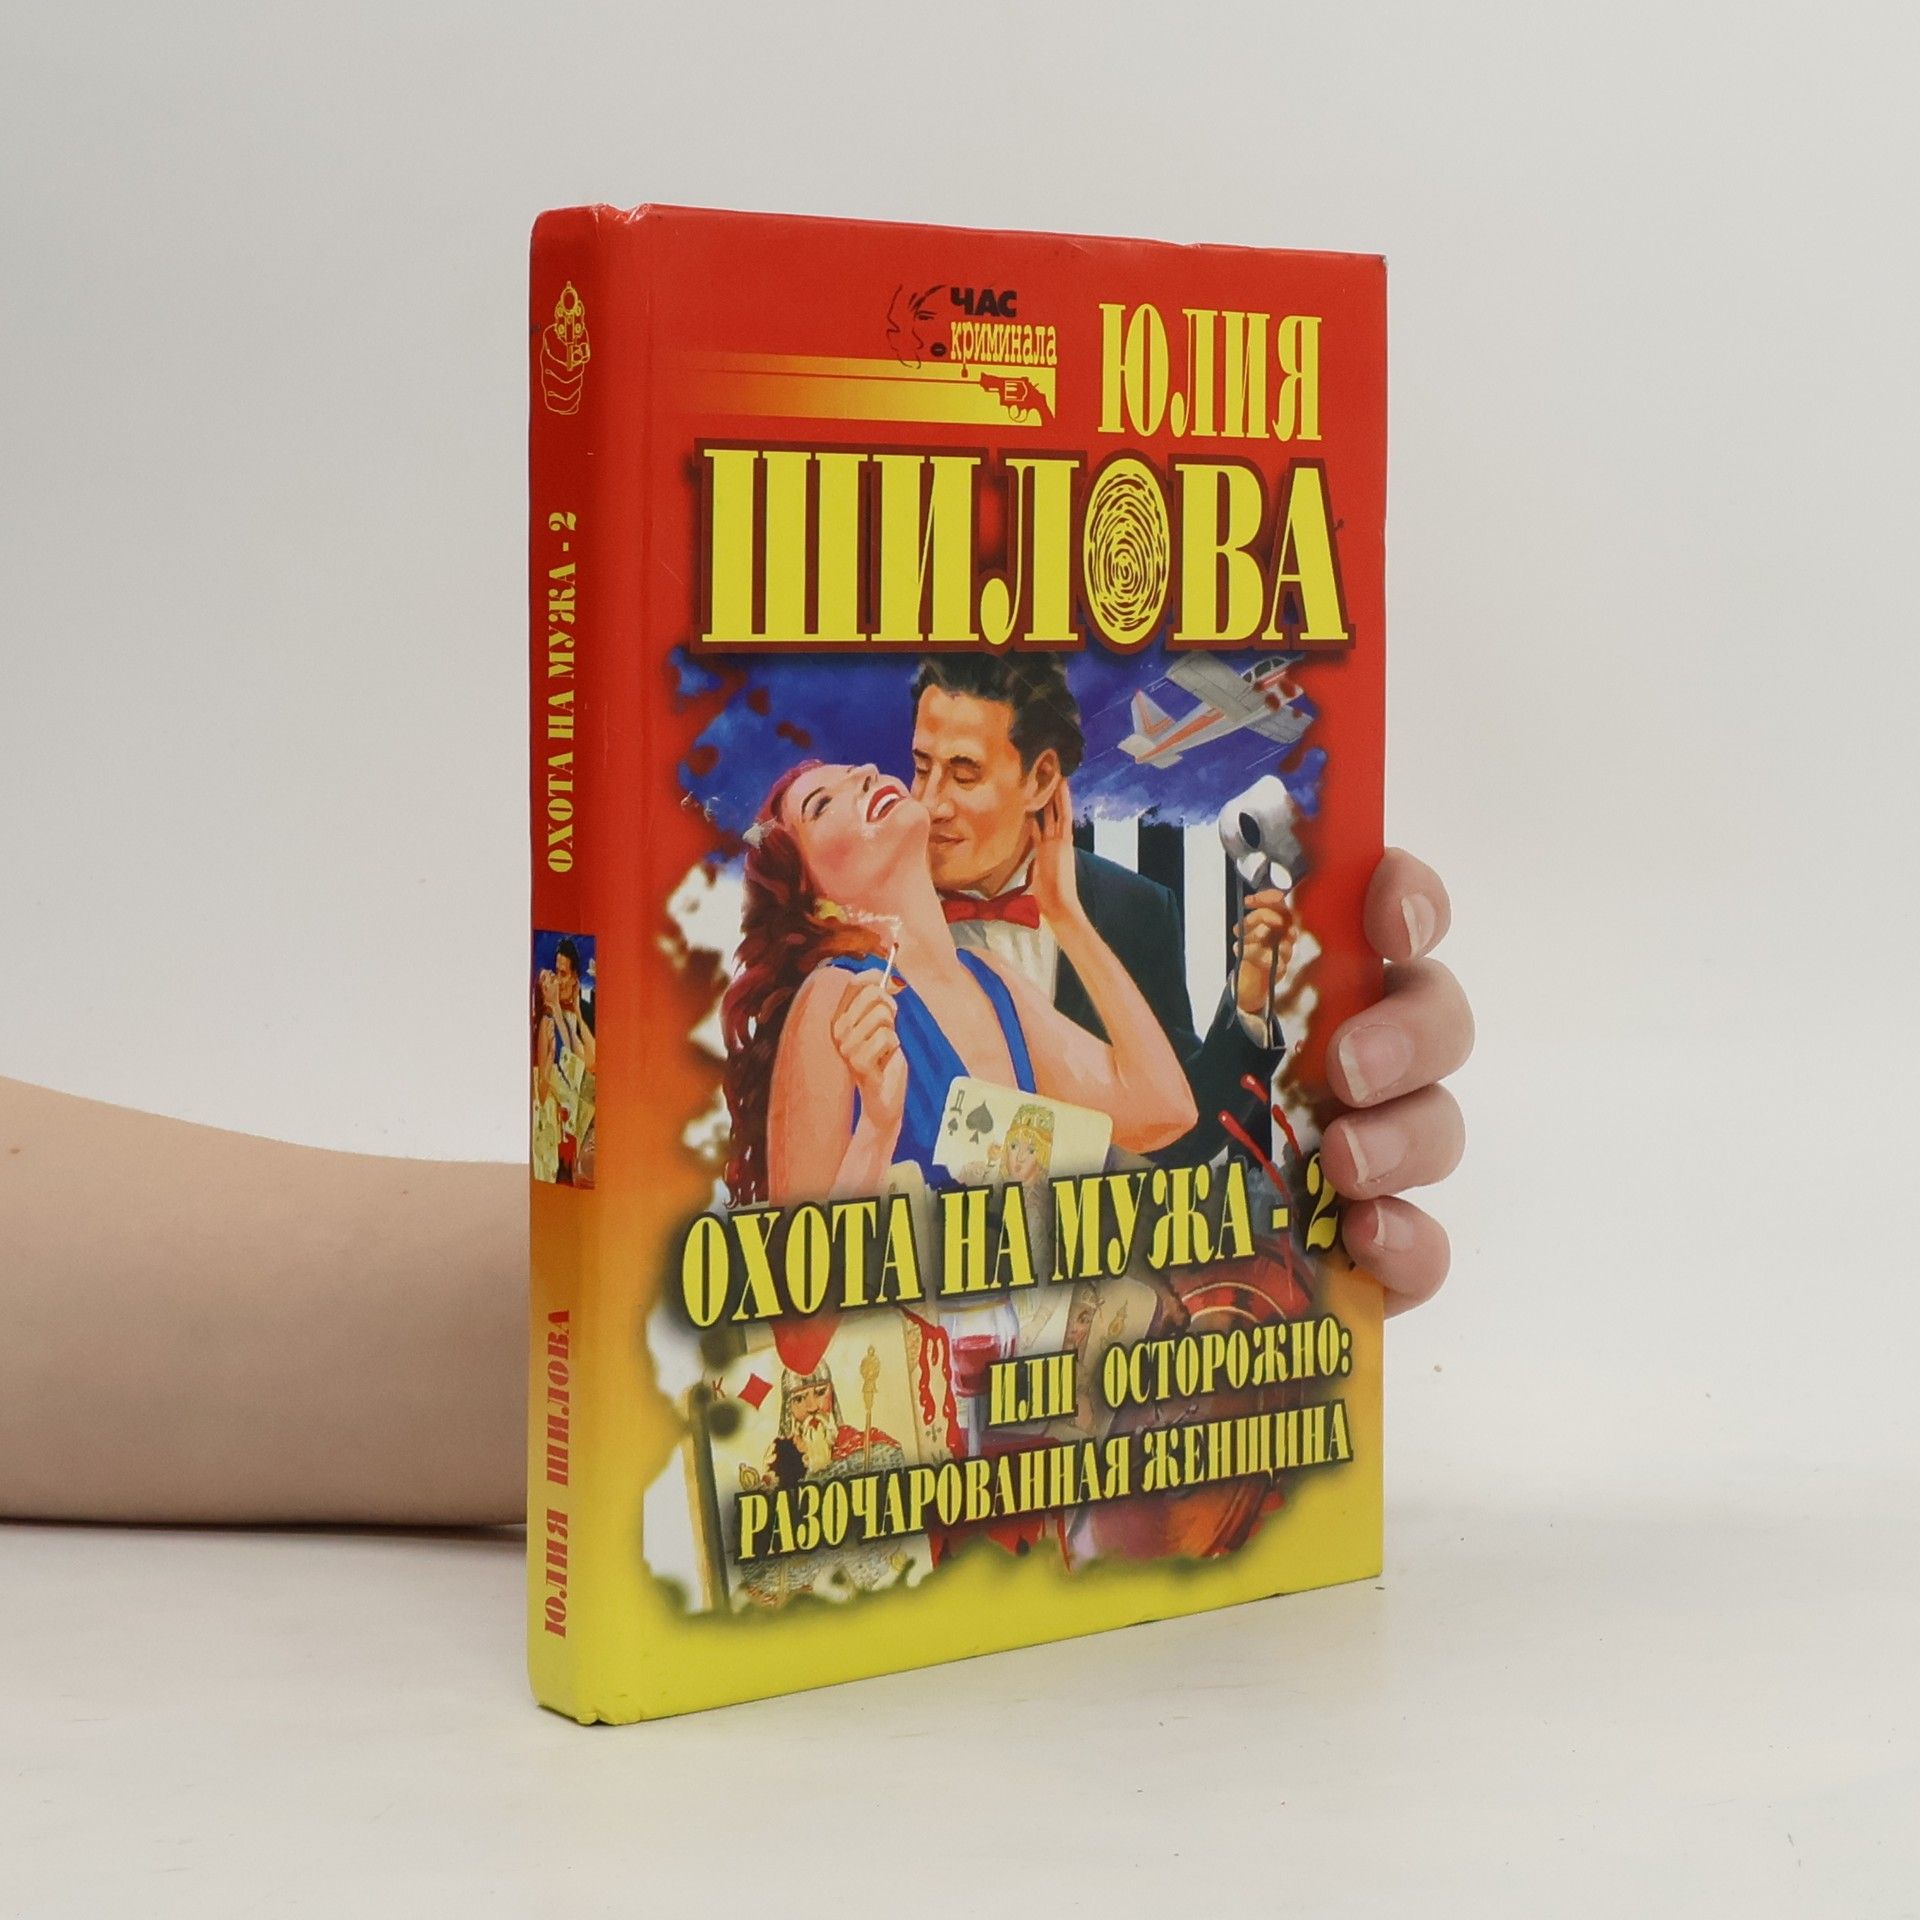 ОХОТА НА МУЖА - 2
ЮЛИЯ ШИЛОВА
ЧАС
криминала
ЮЛИЯ
ШИЛОВА
Д
ОХОТА НА МУЖА - 2,
ИЛИ ОСТОРОЖНО:
К
РАЗОЧАРОВАННАЯ ЖЕНЩИНА